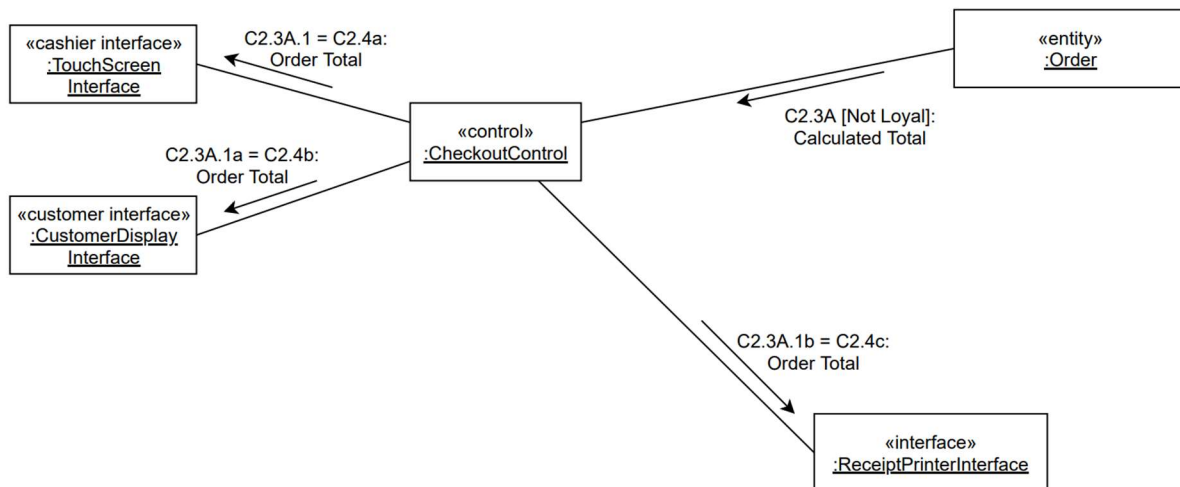 «cashier interface»
:TouchScreen
Interface
C2.3A.1 = C2.4a:
Order Total
«entity»
:Order
C2.3A [Not Loyal]:
Calculated Total
«control»
:CheckoutControl
C2.3A.1a = C2.4b:
Order Total
«customer interface»
:CustomerDisplay
Interface
C2.3A.1b = C2.4c:
Order Total
«interface»
:ReceiptPrinterInterface